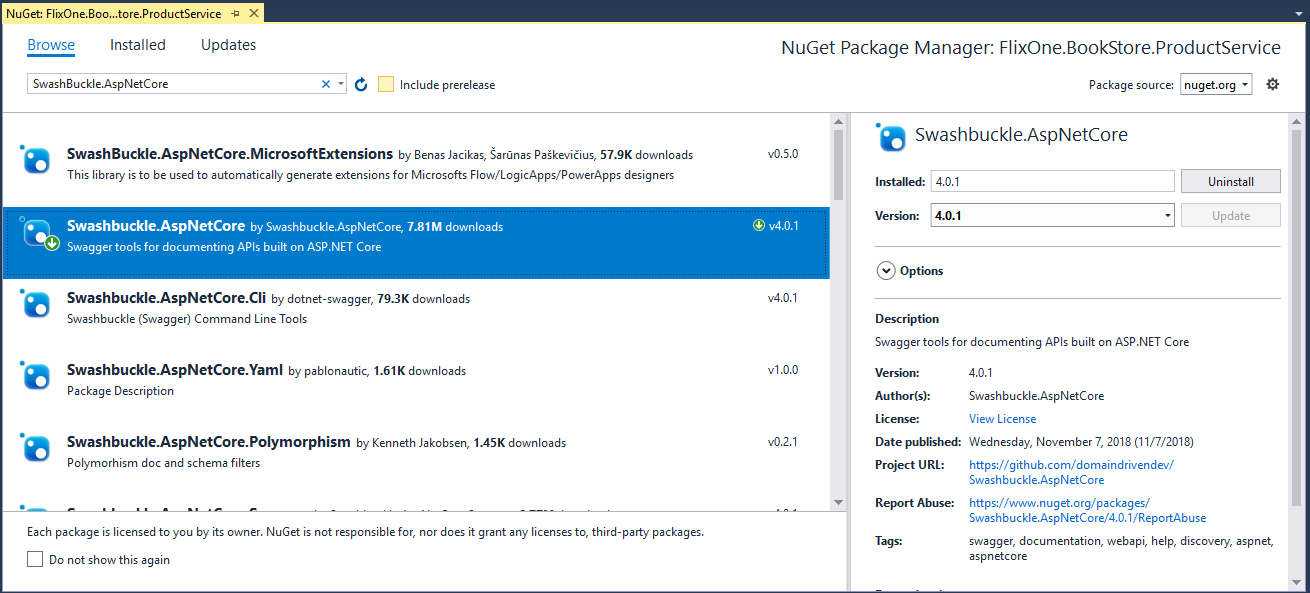 NuGet: FlixOne.Boo...tore.ProductService
Browse Installed Updates
NuGet Package Manager: FlixOne.BookStore.ProductService
SwashBuckle.AspNetCore
Include prerelease
Package source: nuget.org
SwashBuckle.AspNetCore.MicrosoftExtensions by Benas Jacikas, Šarūnas Paškevičius, 57.9K downloads v0.5.0
This library is to be used to automatically generate extensions for Microsofts Flow/LogicApps/PowerApps designers
Swashbuckle.AspNetCore by Swashbuckle.AspNetCore, 7.81M downloads v4.0.1
Swagger tools for documenting APIs built on ASP.NET Core
Swashbuckle.AspNetCore.Cli by dotnet-swagger, 79.3K downloads v4.0.1
Swashbuckle (Swagger) Command Line Tools
Swashbuckle.AspNetCore.Yaml by pablonautic, 1.61K downloads v1.0.0
Package Description
Swashbuckle.AspNetCore.Polymorphism by Kenneth Jakobsen, 1.45K downloads v0.2.1
Polymorhism doc and schema filters
Each package is licensed to you by its owner. NuGet is not responsible for, nor does it grant any licenses to, third-party packages.
Do not show this again
Swashbuckle.AspNetCore
Installed: 4.0.1 Uninstall
Version: 4.0.1 Update
Options
Description
Swagger tools for documenting APIs built on ASP.NET Core
Version: 4.0.1
Author(s): Swashbuckle.AspNetCore
License: View License
Date published: Wednesday, November 7, 2018 (11/7/2018)
Project URL: https://github.com/domaindrivendev/
Swashbuckle.AspNetCore
Report Abuse: https://www.nuget.org/packages/
Swashbuckle.AspNetCore/4.0.1/ReportAbuse
Tags: swagger, documentation, webapi, help, discovery, aspnet,
aspnetcore